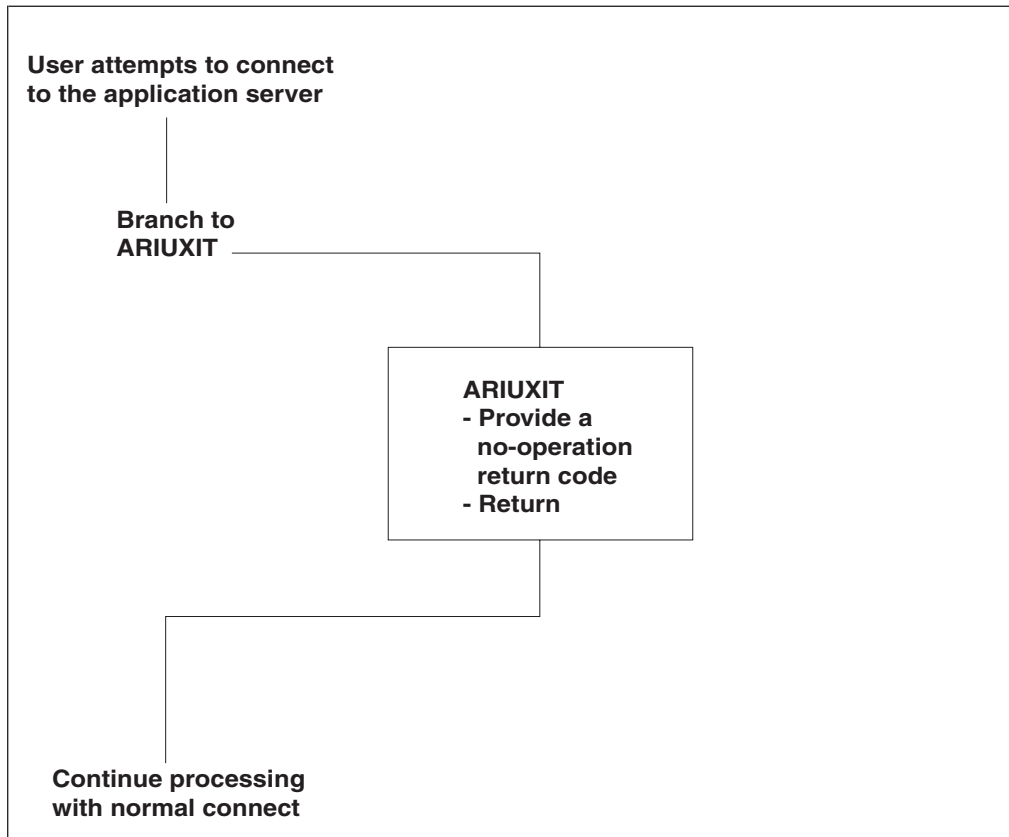 User attempts to connect
to the application server
Branch to
ARIUXIT
ARIUXIT
- Provide a
no-operation
return code
- Return
Continue processing
with normal connect